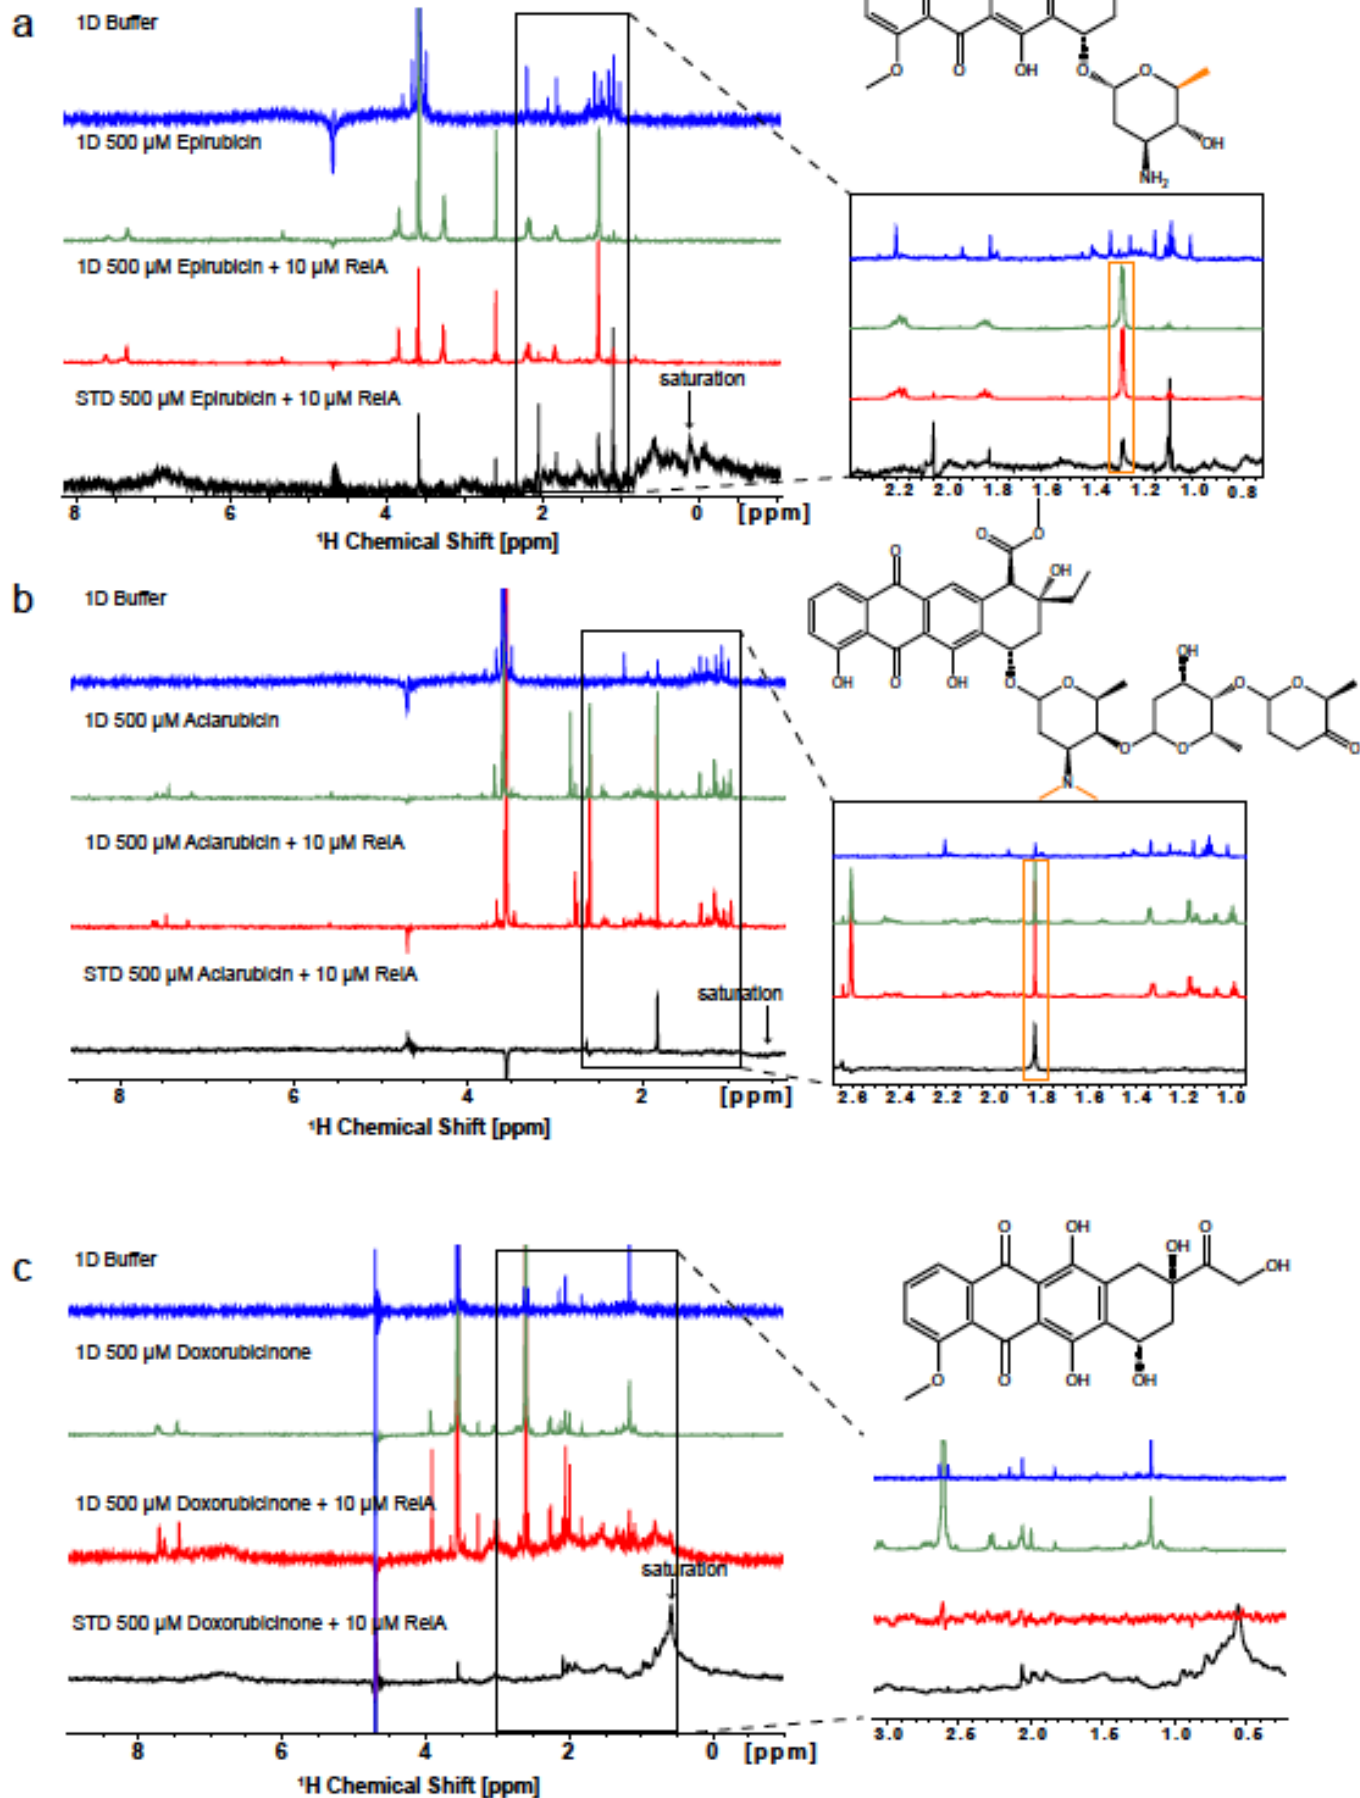 a
1D Buffer
1D 500 µM Epirubicin
1D 500 µM Epirubicin + 10 µM RelA
STD 500 µM Epirubicin + 10 µM RelA
saturation
8 6 4 2 0 [ppm]
¹H Chemical Shift [ppm]
O O OH O O OH NH₂
2.2 2.0 1.8 1.6 1.4 1.2 1.0 0.8
b
1D Buffer
1D 500 µM Aclarubicin
1D 500 µM Aclarubicin + 10 µM RelA
STD 500 µM Aclarubicin + 10 µM RelA
saturation
8 6 4 2 [ppm]
¹H Chemical Shift [ppm]
O O
O OH
OH
OH O OH O O O O
O O O
N
2.6 2.4 2.2 2.0 1.8 1.6 1.4 1.2 1.0
c
1D Buffer
1D 500 µM Doxorubicinone
1D 500 µM Doxorubicinone + 10 µM RelA
STD 500 µM Doxorubicinone + 10 µM RelA
saturation
8 6 4 2 0 [ppm]
¹H Chemical Shift [ppm]
O OH O
OH OH
O O OH OH
3.0 2.6 2.0 1.6 1.0 0.6